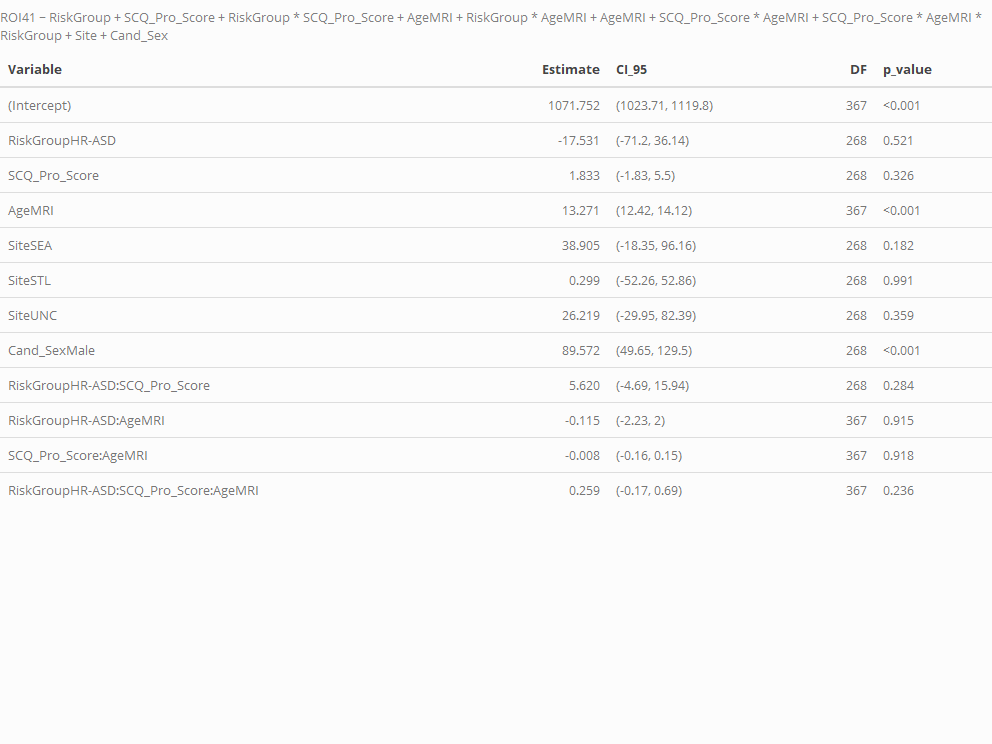 ROI41 ~ RiskGroup + SCQ_Pro_Score + RiskGroup * SCQ_Pro_Score + AgeMRI + RiskGroup * AgeMRI + AgeMRI + SCQ_Pro_Score * AgeMRI + SCQ_Pro_Score * AgeMRI *
RiskGroup + Site + Cand_Sex
Variable Estimate CI_95 DF p_value
(Intercept) 1071.752 (1023.71, 1119.8) 367 <0.001
RiskGroupHR-ASD -17.531 (-71.2, 36.14) 268 0.521
SCQ_Pro_Score 1.833 (-1.83, 5.5) 268 0.326
AgeMRI 13.271 (12.42, 14.12) 367 <0.001
SiteSEA 38.905 (-18.35, 96.16) 268 0.182
SiteSTL 0.299 (-52.26, 52.86) 268 0.991
SiteUNC 26.219 (-29.95, 82.39) 268 0.359
Cand_SexMale 89.572 (49.65, 129.5) 268 <0.001
RiskGroupHR-ASD:SCQ_Pro_Score 5.620 (-4.69, 15.94) 268 0.284
RiskGroupHR-ASD:AgeMRI -0.115 (-2.23, 2) 367 0.915
SCQ_Pro_Score:AgeMRI -0.008 (-0.16, 0.15) 367 0.918
RiskGroupHR-ASD:SCQ_Pro_Score:AgeMRI 0.259 (-0.17, 0.69) 367 0.236